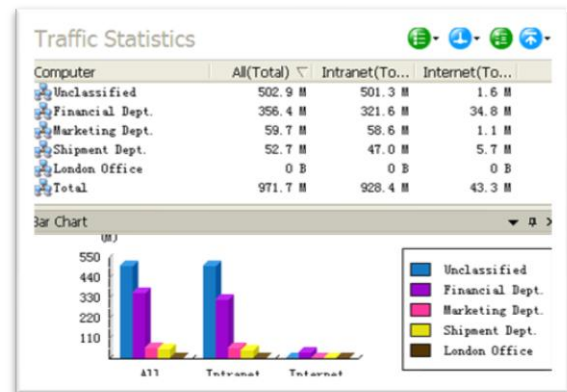 Traffic Statistics
Computer All(Total) Intranet(To... Internet(To...
Unclassified 502.9 M 501.3 M 1.6 M
Financial Dept. 356.4 M 321.6 M 34.8 M
Marketing Dept. 59.7 M 58.6 M 1.1 M
Shipment Dept. 52.7 M 47.0 M 5.7 M
London Office 0 B 0 B 0 B
Total 971.7 M 928.4 M 43.3 M
Bar Chart
(M)
550
440
330
220
110
All Intranet Internet
Unclassified
Financial Dept.
Marketing Dept.
Shipment Dept.
London Office